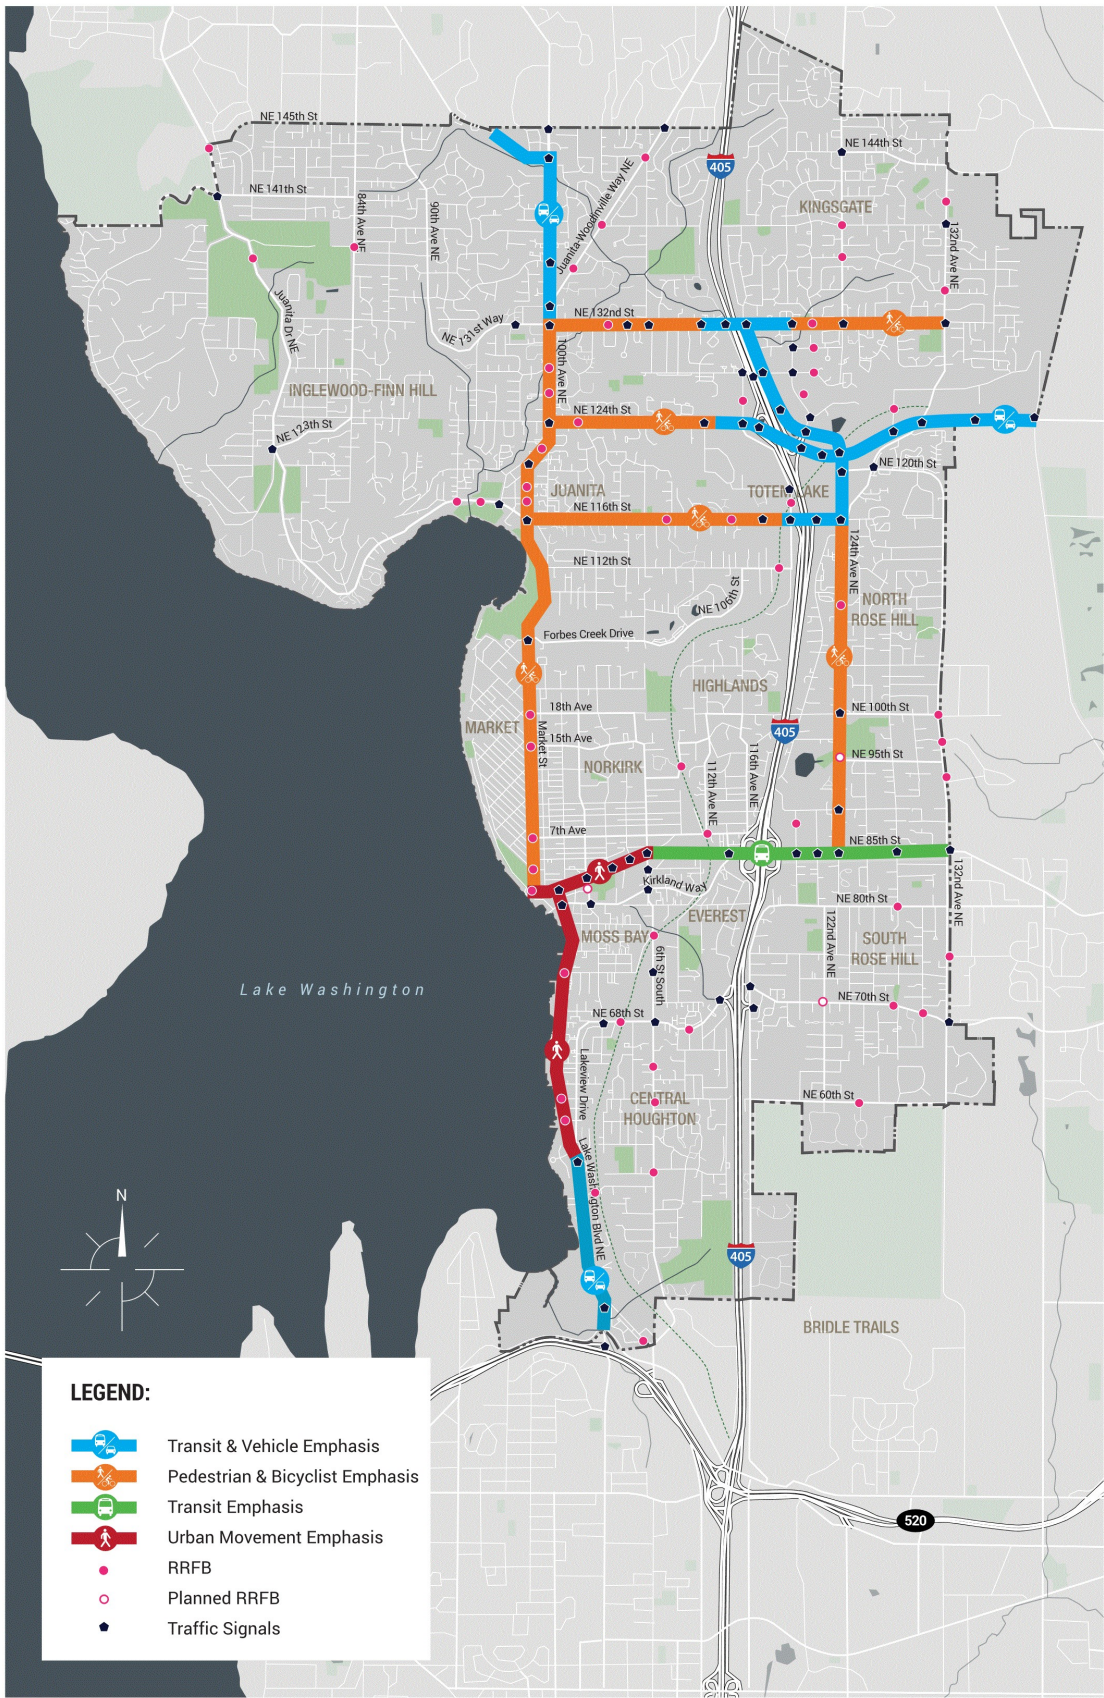 NE 145th St
405
NE 144th St
Juanita-Woodinville Way NE
NE 141th St
84th Ave NE
90th Ave NE
KINGSGATE
132nd Ave NE
Juanita Dr NE
NE 131st Way
NE 132nd St
100th Ave NE
INGLEWOOD-FINN HILL
NE 124th St
NE 123th St
NE 120th St
JUANITA
TOTEM LAKE
NE 116th St
124th Ave NE
NE 112th St
NE 106th St
NORTH
ROSE HILL
Forbes Creek Drive
HIGHLANDS
18th Ave
NE 100th St
MARKET
Market St
15th Ave
405
116th Ave NE
NE 95th St
NORKIRK
112th Ave NE
7th Ave
NE 85th St
Kirkland Way
132nd Ave NE
NE 80th St
EVEREST
MOSS BAY
122nd Ave NE
SOUTH
ROSE HILL
6th St South
Lake Washington
NE 70th St
NE 68th St
Lakeview Drive
CENTRAL
HOUGHTON
NE 60th St
Lake Washington Blvd NE
N
405
BRIDLE TRAILS
520
LEGEND:
Transit & Vehicle Emphasis
Pedestrian & Bicyclist Emphasis
Transit Emphasis
Urban Movement Emphasis
RRFB
Planned RRFB
Traffic Signals